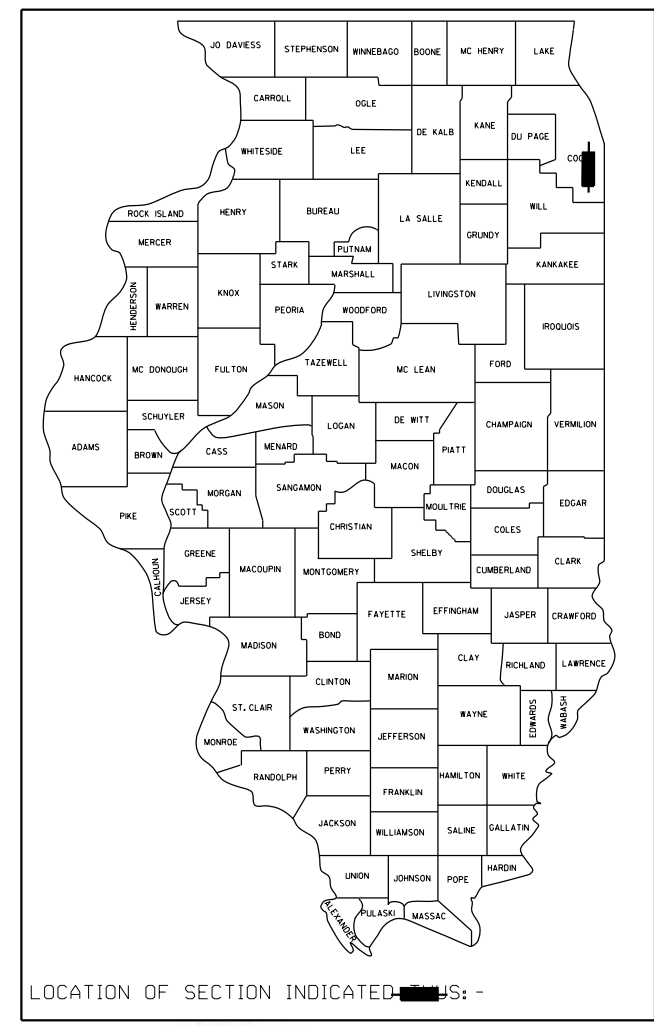 JO DAVIESS STEPHENSON WINNEBAGO BOONE MC HENRY LAKE
CARROLL OGLE DE KALB KANE DU PAGE
WHITESIDE LEE
KENDALL WILL
ROCK ISLAND HENRY BUREAU LA SALLE
MERCER PUTNAM GRUNDY
STARK MARSHALL KANKAKEE
HENDERSON WARREN KNOX PEORIA WOODFORD LIVINGSTON
IROQUOIS
HANCOCK MC DONOUGH FULTON TAZEWELL MC LEAN FORD
MASON
SCHUYLER LOGAN DE WITT CHAMPAIGN VERMILION
ADAMS BROWN CASS MENARD PIATT
MACON
PIKE SCOTT MORGAN SANGAMON DOUGLAS EDGAR
MOULTRIE
CHRISTIAN COLES
GREENE SHELBY
CALHOUN MACOUPIN MONTGOMERY CUMBERLAND CLARK
JERSEY FAYETTE EFFINGHAM JASPER CRAWFORD
MADISON BOND
CLAY RICHLAND LAWRENCE
CLINTON MARION
ST. CLAIR WAYNE EDWARDS WABASH
MONROE WASHINGTON JEFFERSON
RANDOLPH PERRY HAMILTON WHITE
FRANKLIN
JACKSON WILLIAMSON SALINE GALLATIN
UNION JOHNSON POPE HARDIN
ALEXANDER PULASKI MASSAC
LOCATION OF SECTION INDICATED : -